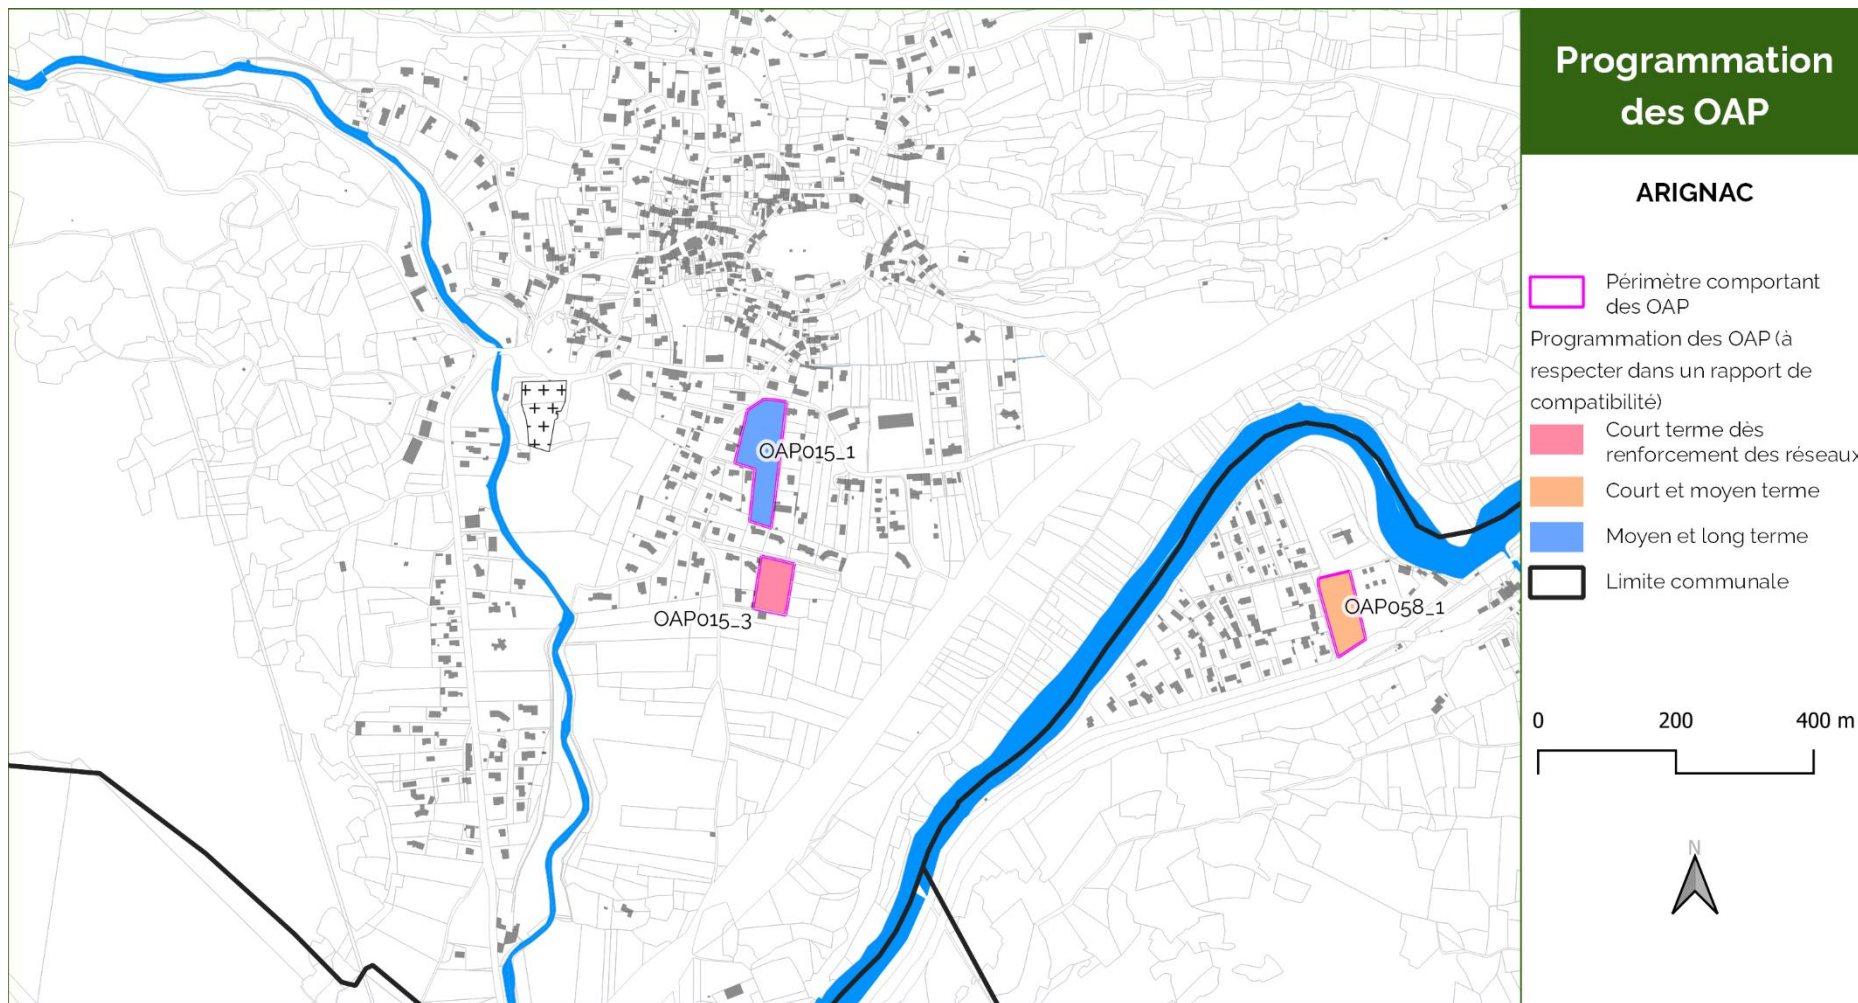 Programmation
des OAP
ARIGNAC
Périmètre comportant
des OAP
Programmation des OAP (à
respecter dans un rapport de
compatibilité)
Court terme dès
renforcement des réseaux
Court et moyen terme
Moyen et long terme
Limite communale
0 200 400 m
N
OAP015_1
OAP015_3
OAP058_1